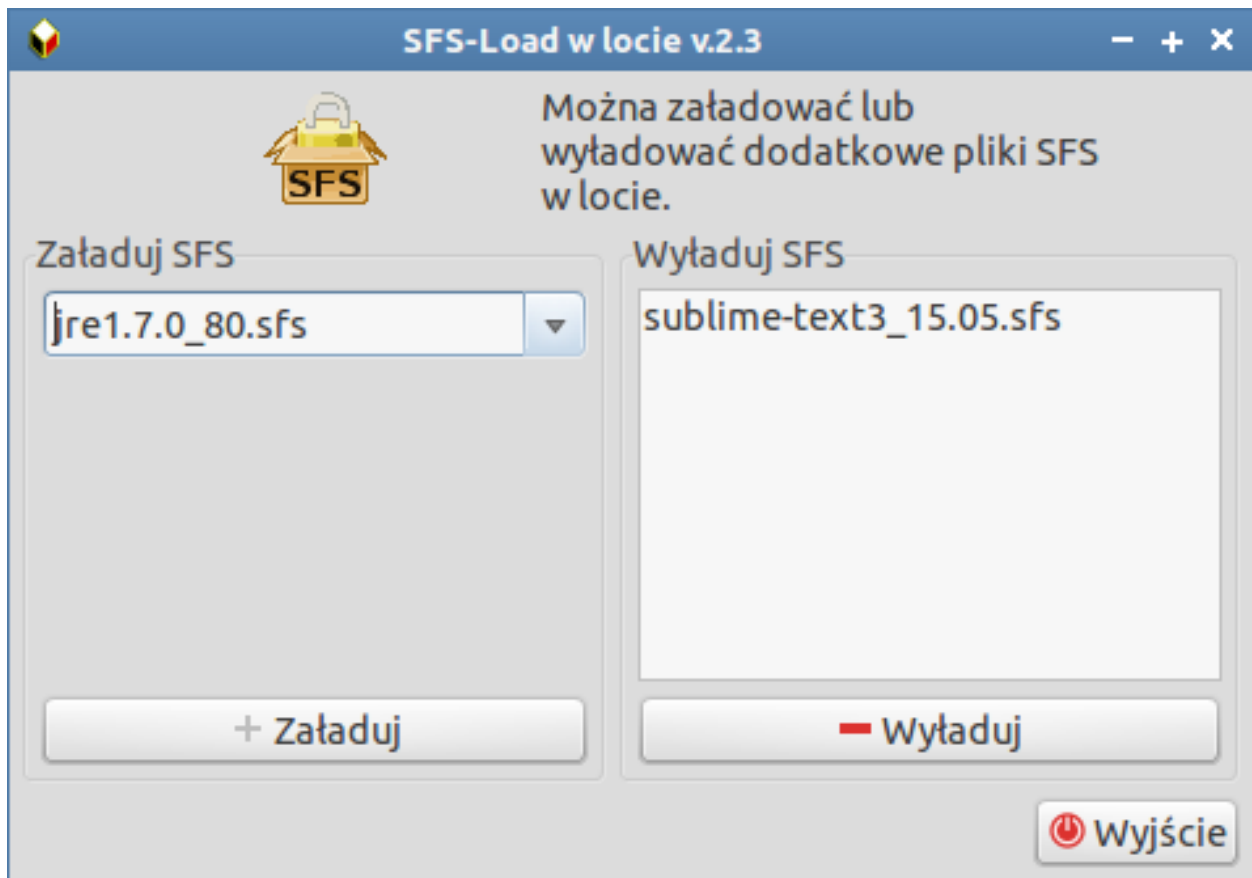 SFS-Load w locie v.2.3
SFS
Można załadować lub
wyładować dodatkowe pliki SFS
w locie.
Załaduj SFS
jre1.7.0_80.sfs
+ Załaduj
Wyładuj SFS
sublime-text3_15.05.sfs
Wyładuj
Wyjście